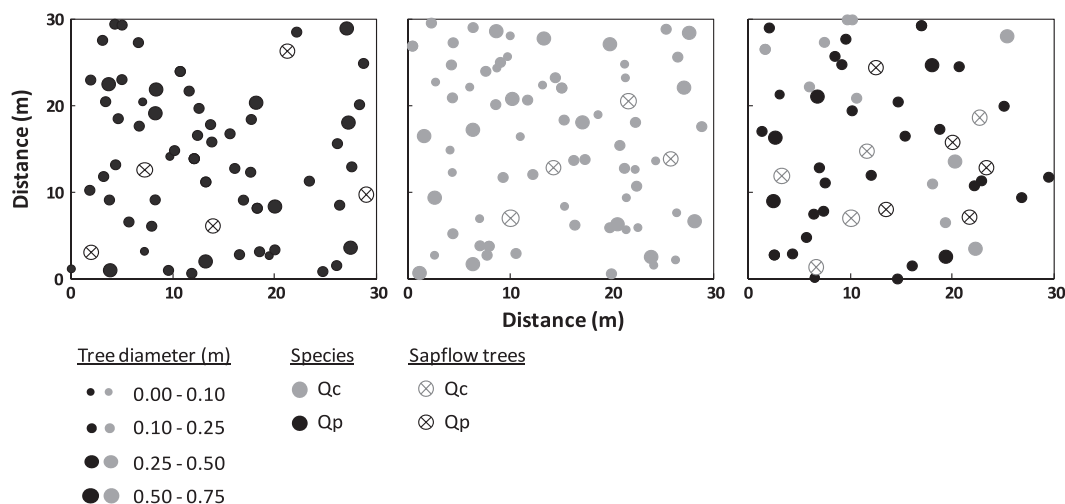 30
20
10
0
Distance (m)
0 10 20 30 0 10 20 30 0 10 20 30
Distance (m)
Tree diameter (m) Species Sapflow trees
0.00 - 0.10 Qc Qc
0.10 - 0.25 Qp Qp
0.25 - 0.50
0.50 - 0.75